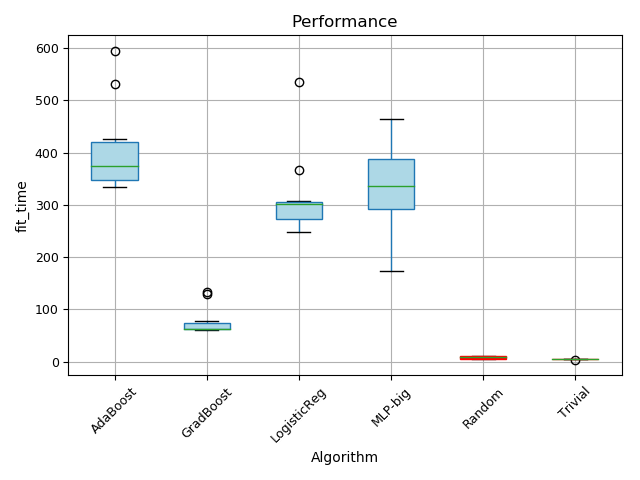 Performance
600
500
400
300
200
100
0
fit_time
AdaBoost
GradBoost
LogisticReg
MLP-big
Random
Trivial
Algorithm